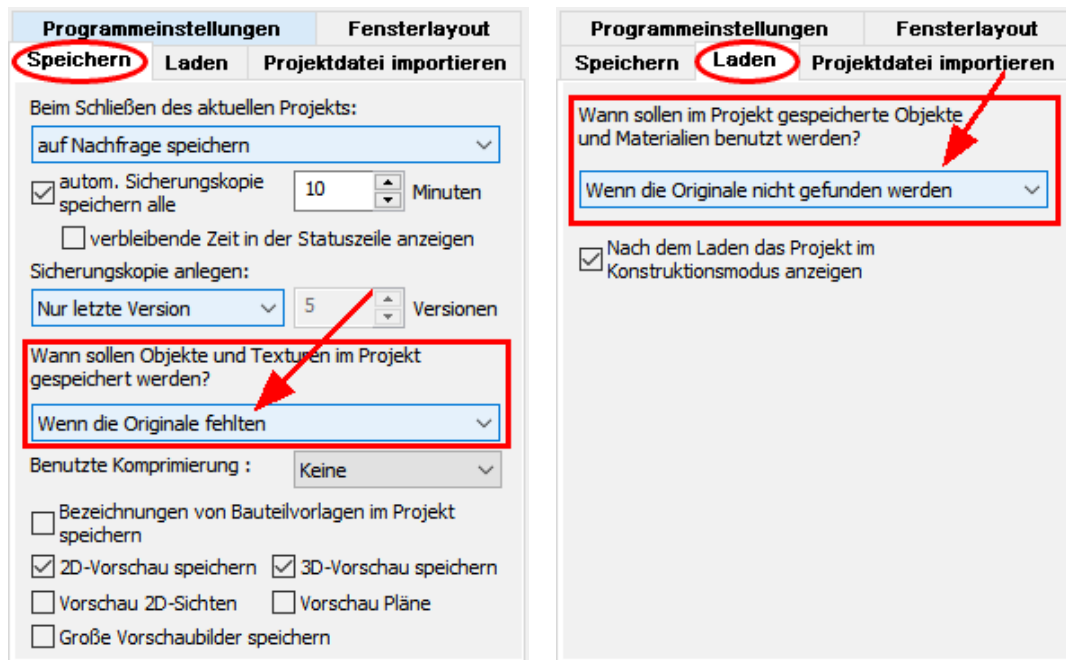 Programmeinstellungen Fensterlayout
Speichern Laden Projektdatei importieren
Beim Schließen des aktuellen Projekts:
auf Nachfrage speichern
autom. Sicherungskopie
speichern alle
10 Minuten
verbleibende Zeit in der Statuszeile anzeigen
Sicherungskopie anlegen:
Nur letzte Version 5 Versionen
Wann sollen Objekte und Texturen im Projekt
gespeichert werden?
Wenn die Originale fehlten
Benutzte Komprimierung : Keine
Bezeichnungen von Bauteilvorlagen im Projekt
speichern
2D-Vorschau speichern 3D-Vorschau speichern
Vorschau 2D-Sichten Vorschau Pläne
Große Vorschaubilder speichern
Programmeinstellungen Fensterlayout
Speichern Laden Projektdatei importieren
Wann sollen im Projekt gespeicherte Objekte
und Materialien benutzt werden?
Wenn die Originale nicht gefunden werden
Nach dem Laden das Projekt im
Konstruktionsmodus anzeigen